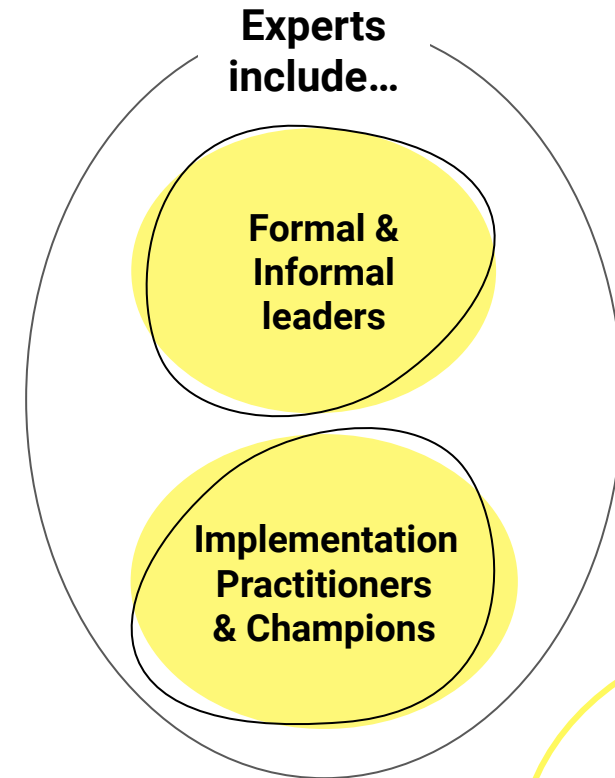 Experts
include…
Formal &
Informal
leaders
Implementation
Practitioners
& Champions